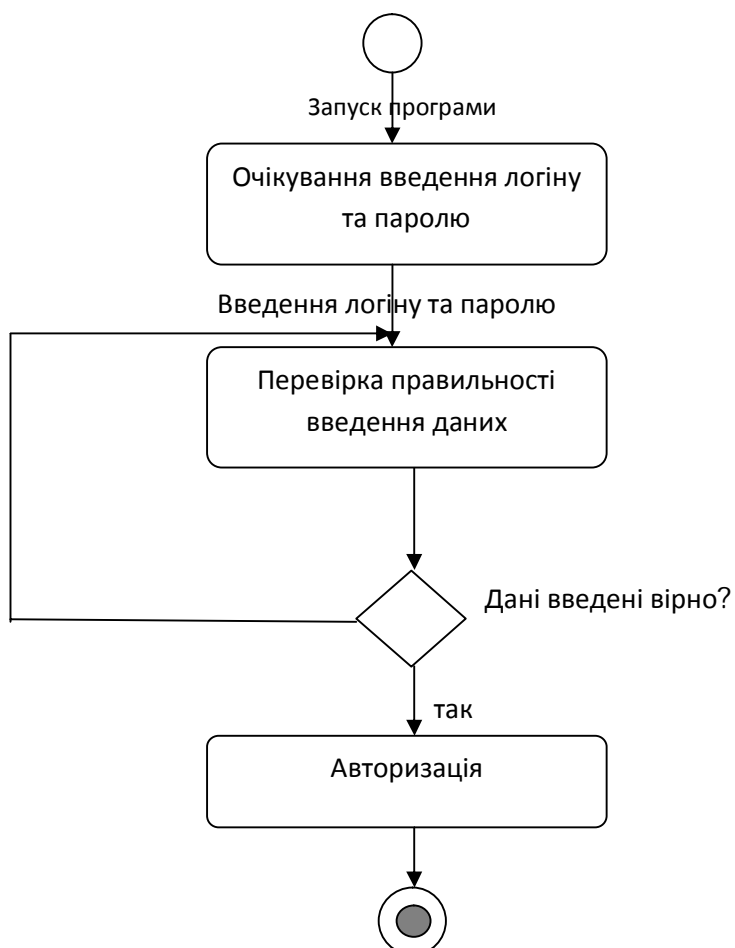 Запуск програми
Очікування введення логіну
та паролю
Введення логіну та паролю
Перевірка правильності
введення даних
Дані введені вірно?
так
Авторизація